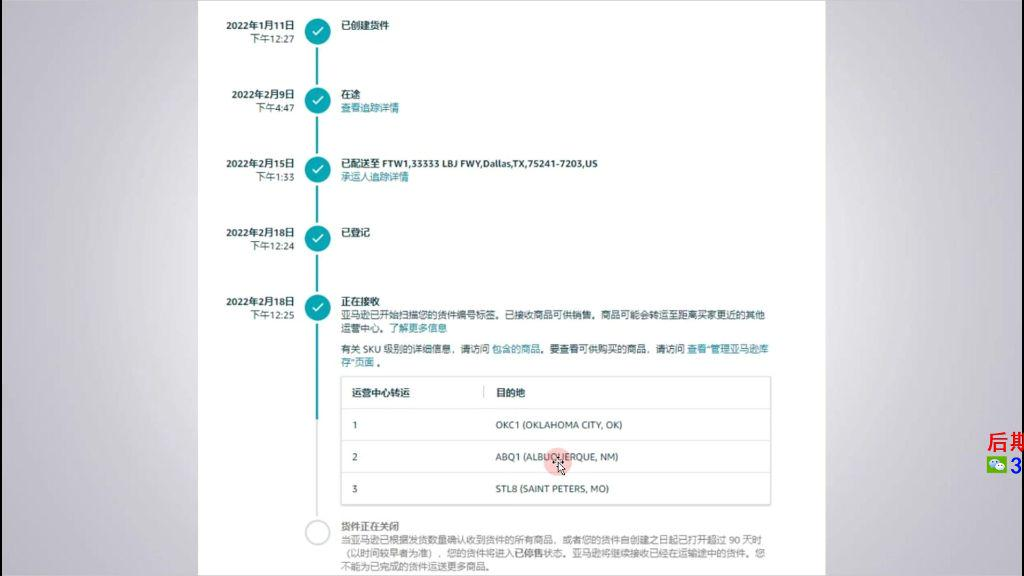 2022年1月11日
下午12:27
已创建货件
2022年2月9日
下午4:47
在途
查看追踪详情
2022年2月15日
下午1:33
已配送至 FTW1,33333 LBJ FWY,Dallas,TX,75241-7203,US
承运人追踪详情
2022年2月18日
下午12:24
已登记
2022年2月18日
下午12:25
正在接收
亚马逊已开始扫描您的货件编号标签。已接收商品可供销售。商品可能会转运至距离买家更近的其他
运营中心。了解更多信息
有关 SKU 级别的详细信息，请访问 包含的商品。要查看可供购买的商品，请访问 查看“管理亚马逊库
存”页面 。
运营中心转运
目的地
1
OKC1 (OKLAHOMA CITY, OK)
2
ABQ1 (ALBUQUERQUE, NM)
3
STL8 (SAINT PETERS, MO)
货件正在关闭
当亚马逊已根据发货数量确认收到货件的所有商品，或者您的货件自创建之日起已打开超过 90 天时
（以时间较早者为准），您的货件将进入已停售状态。亚马逊将继续接收已经在运输途中的货件。您
不能为已完成的货件运送更多商品。
后期
3